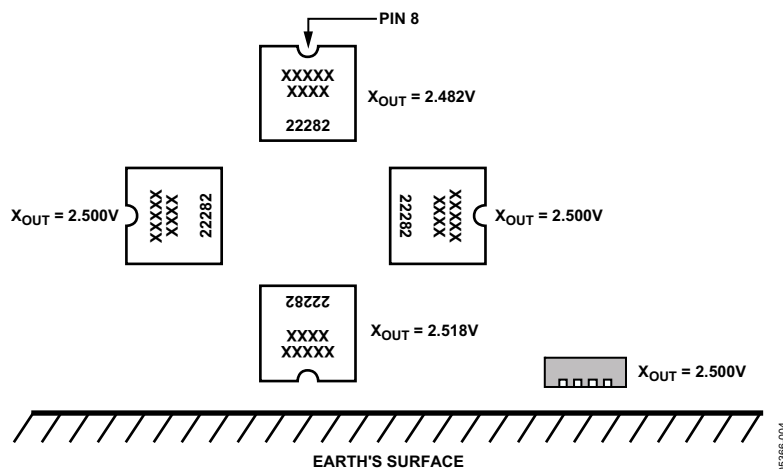 PIN 8
XXXXX
XXXX
22282
XOUT = 2.482V
XOUT = 2.500V
XXXXX
XXXX
22282
22282
XXXX
XXXXX
XOUT = 2.500V
22282
XXXX
XXXXX
XOUT = 2.518V
XOUT = 2.500V
EARTH'S SURFACE